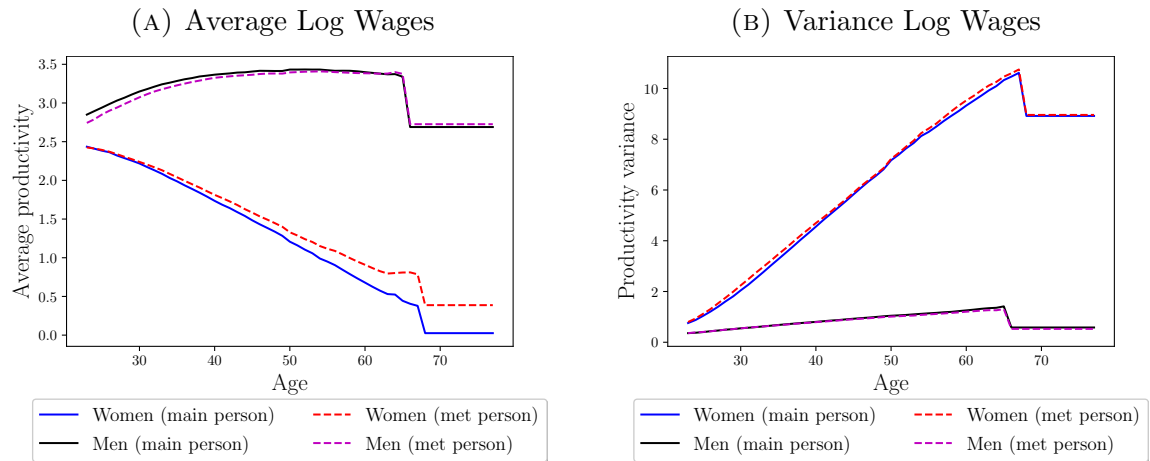 (A) Average Log Wages
Average productivity
3.5
3.0
2.5
2.0
1.5
1.0
0.5
0.0
30 40 50 60 70
Age
Women (main person) Women (met person)
Men (main person) Men (met person)
(B) Variance Log Wages
Productivity variance
10
8
6
4
2
0
30 40 50 60 70
Age
Women (main person) Women (met person)
Men (main person) Men (met person)